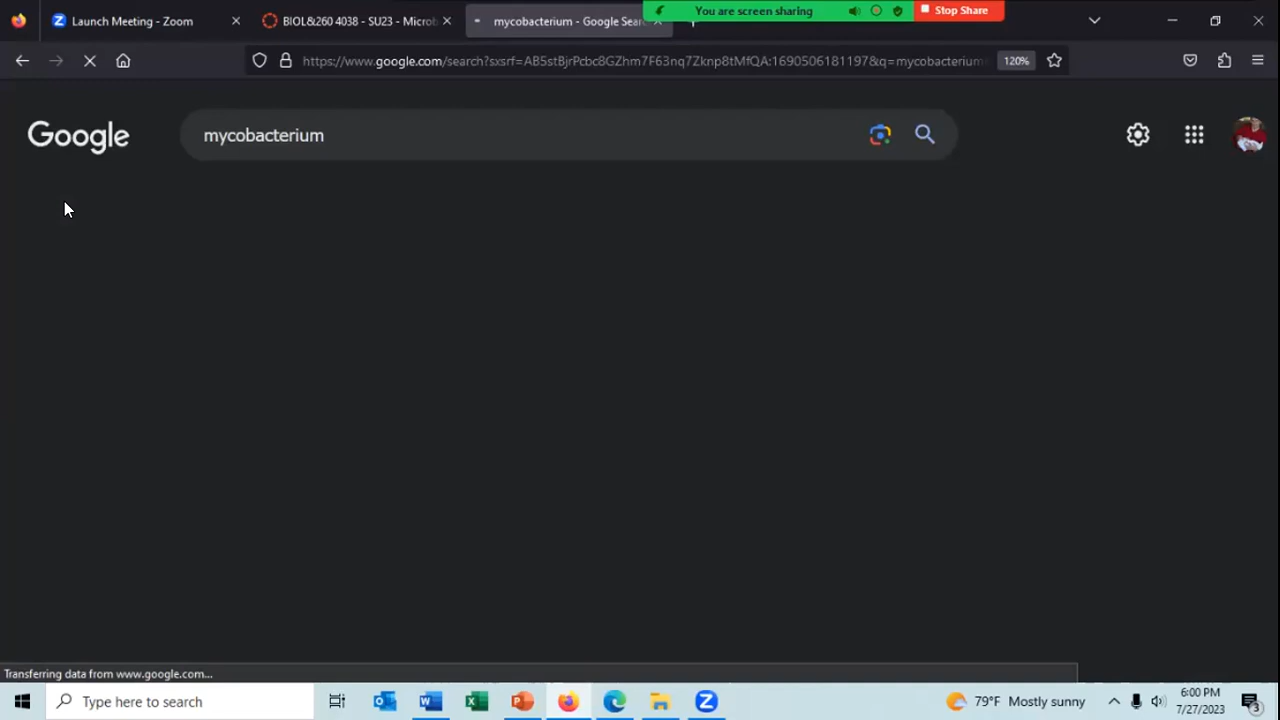 Launch Meeting - Zoom
BIOL&260 4038 - SU23 - Microb
mycobacterium - Google Sear
You are screen sharing
Stop Share
https://www.google.com/search?sxsrf=AB5stBjrPcbc8GZhm7F63nq7Zknp8tMfQA:1690506181197&q=mycobacterium
120%
Google
mycobacterium
Transferring data from www.google.com...
Type here to search
79°F Mostly sunny
6:00 PM
7/27/2023
3